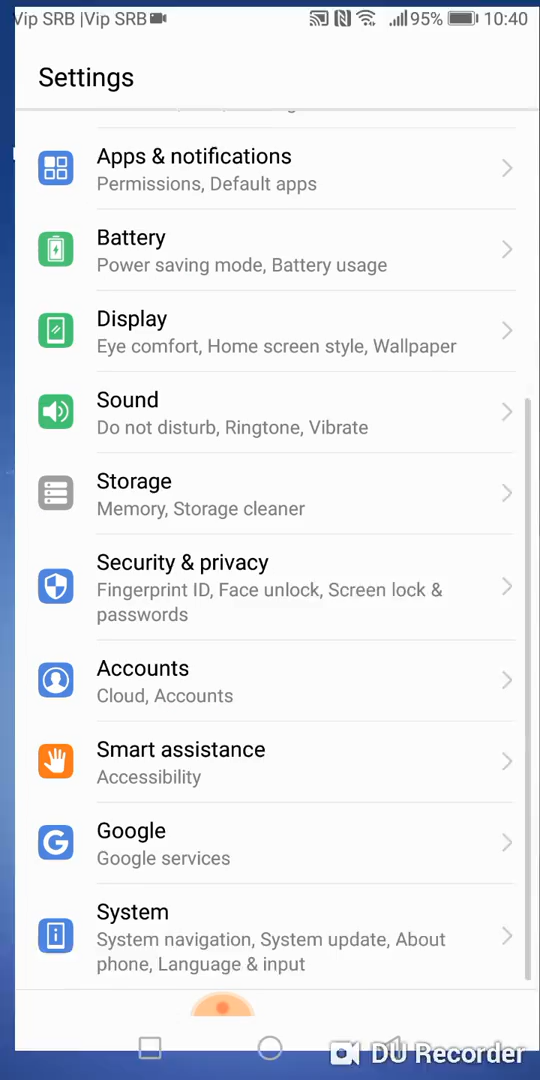 Vip SRB |Vip SRB 95% 10:40
Settings
Apps & notifications
Permissions, Default apps
Battery
Power saving mode, Battery usage
Display
Eye comfort, Home screen style, Wallpaper
Sound
Do not disturb, Ringtone, Vibrate
Storage
Memory, Storage cleaner
Security & privacy
Fingerprint ID, Face unlock, Screen lock &
passwords
Accounts
Cloud, Accounts
Smart assistance
Accessibility
Google
Google services
System
System navigation, System update, About
phone, Language & input
DU Recorder